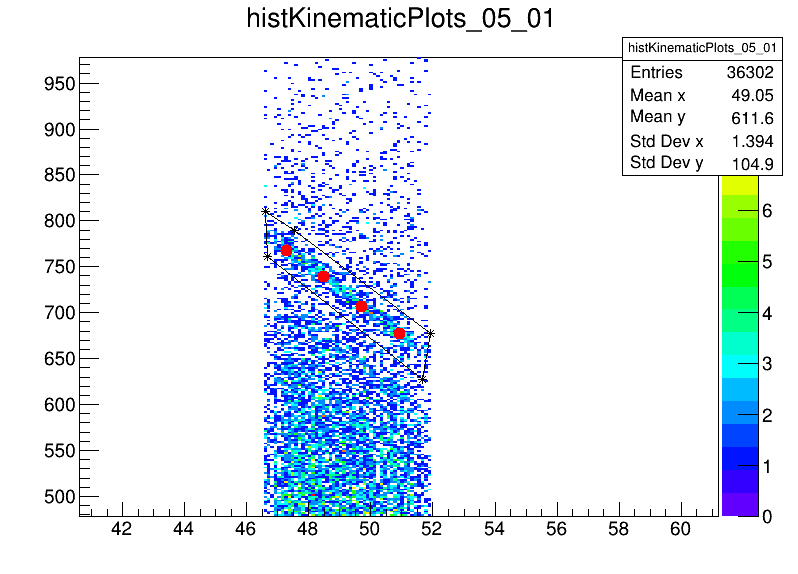 histKinematicPlots_05_01
histKinematicPlots_05_01
Entries 36302
Mean x 49.05
Mean y 611.6
Std Dev x 1.394
Std Dev y 104.9
950
900
850
800
750
700
650
600
550
500
6
5
4
3
2
1
0
42 44 46 48 50 52 54 56 58 60